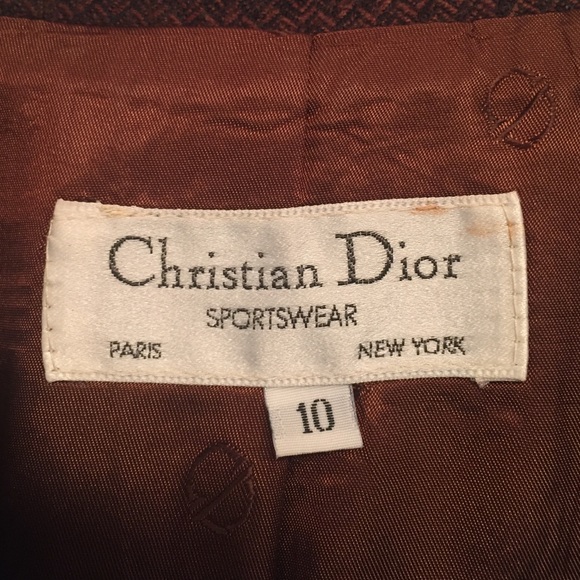 Christian Dior
SPORTSWEAR
PARIS NEW YORK
10